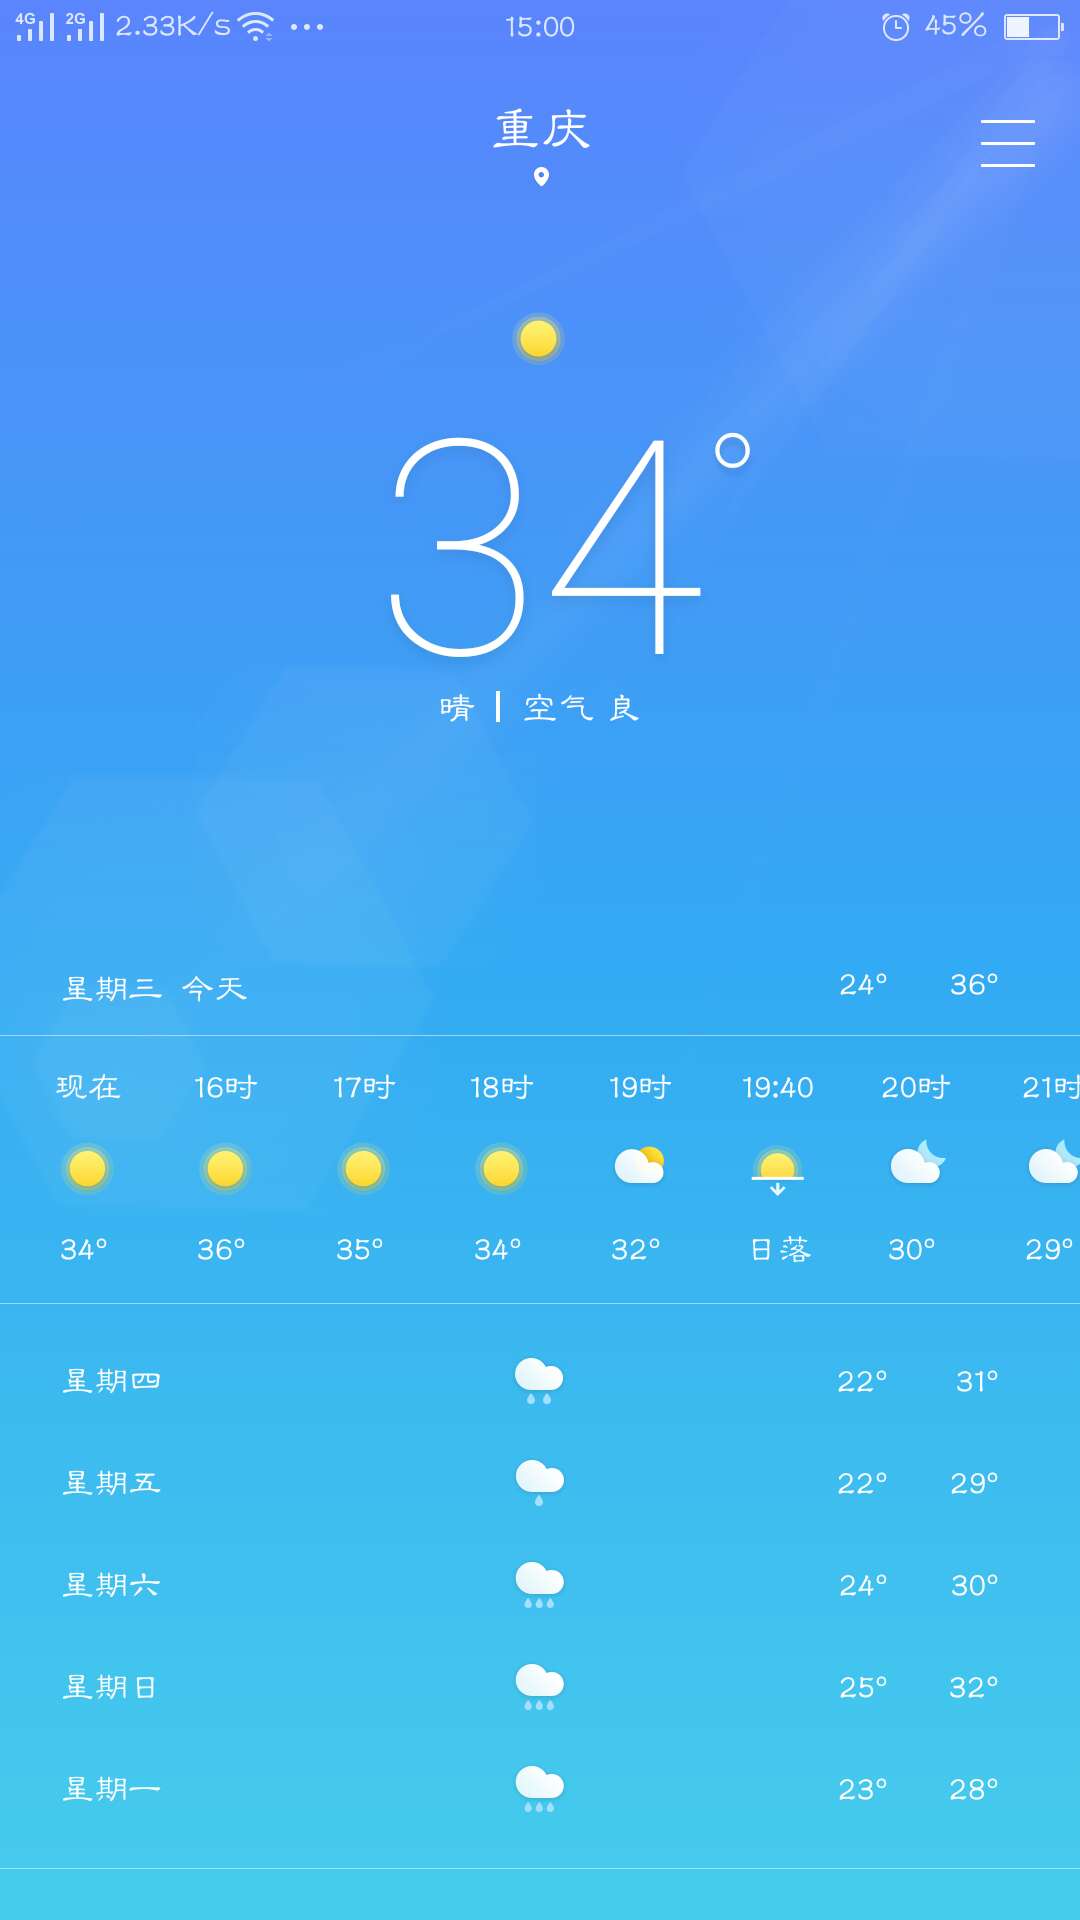 4G 2G 2.33K/s 15:00 45%
重庆
34°
晴 | 空气 良
星期三 今天 24° 36°
现在 16时 17时 18时 19时 19:40 20时 21时
34° 36° 35° 34° 32° 日落 30° 29°
星期四 22° 31°
星期五 22° 29°
星期六 24° 30°
星期日 25° 32°
星期一 23° 28°